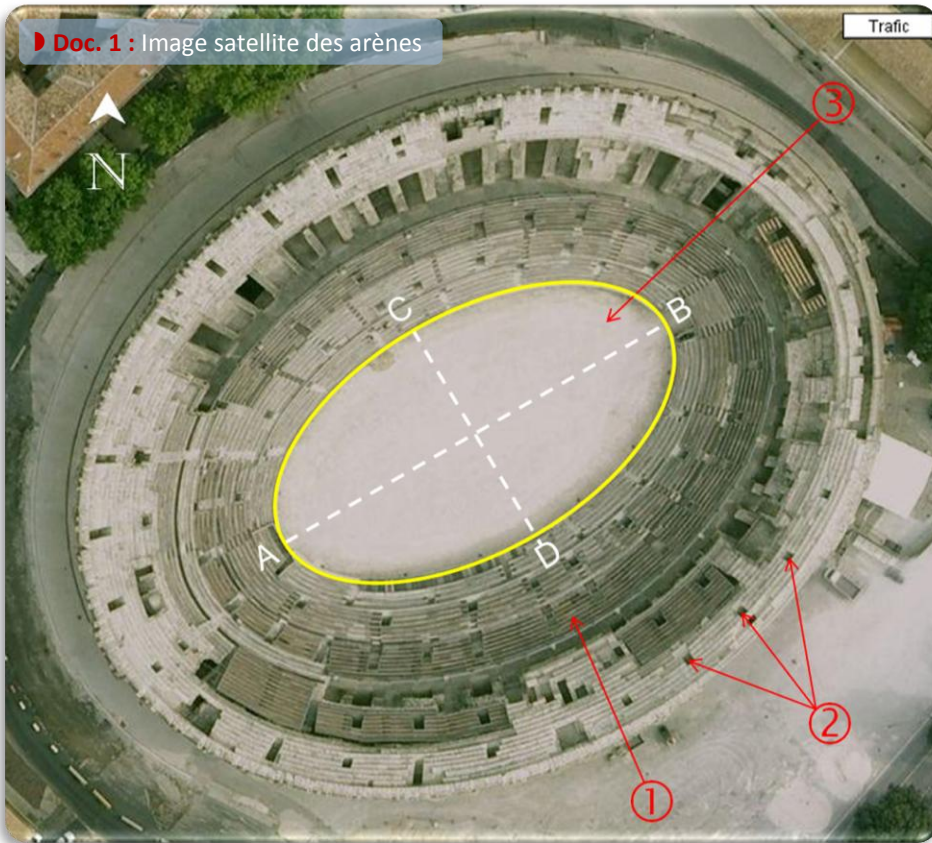 Doc. 1 : Image satellite des arènes
Trafic
③
N
C
B
A
D
②
①